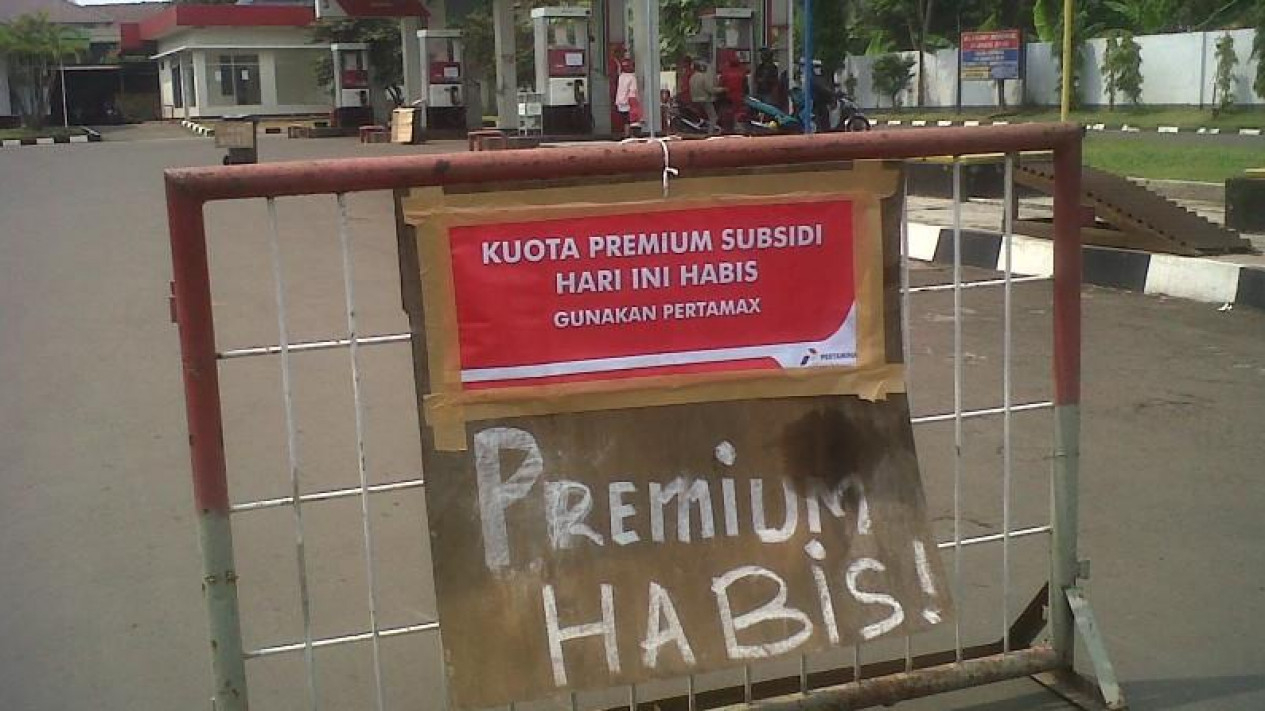 KUOTA PREMIUM SUBSIDI
HARI INI HABIS
GUNAKAN PERTAMAX
PERTAMINA
PREMiUM
HABiS!